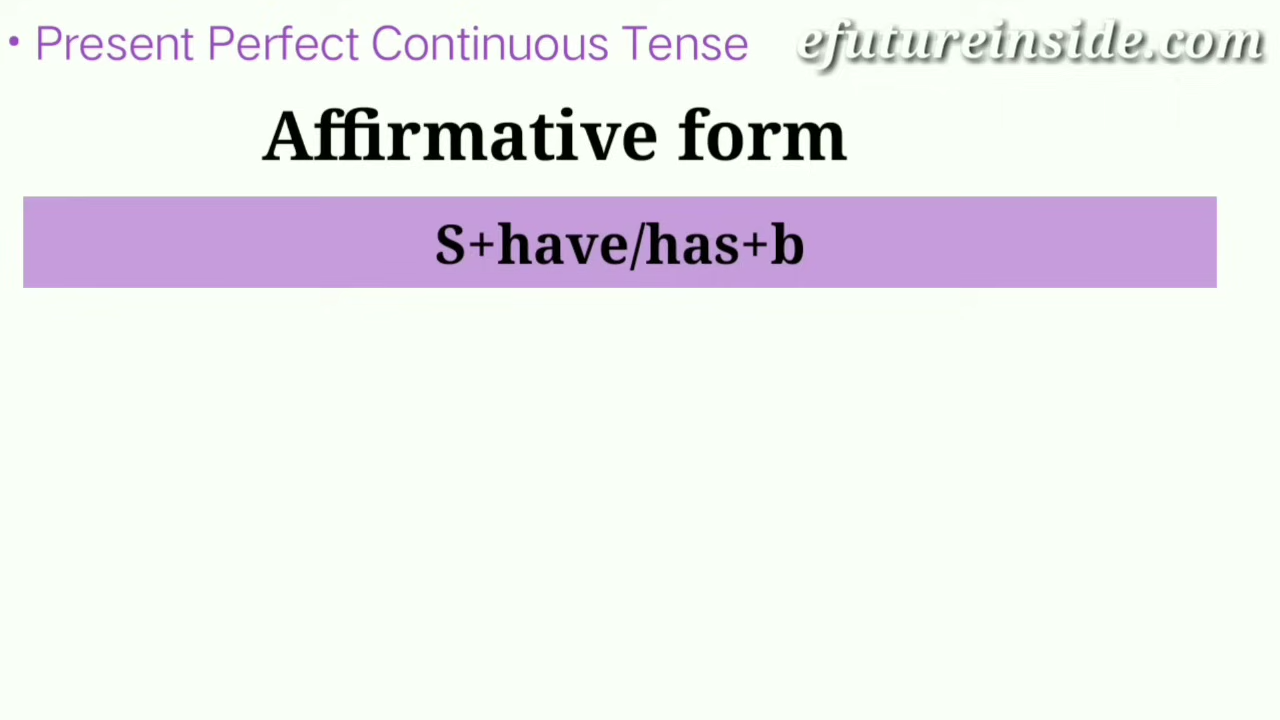 • Present Perfect Continuous Tense
efutureinside.com
Affirmative form
S+have/has+b